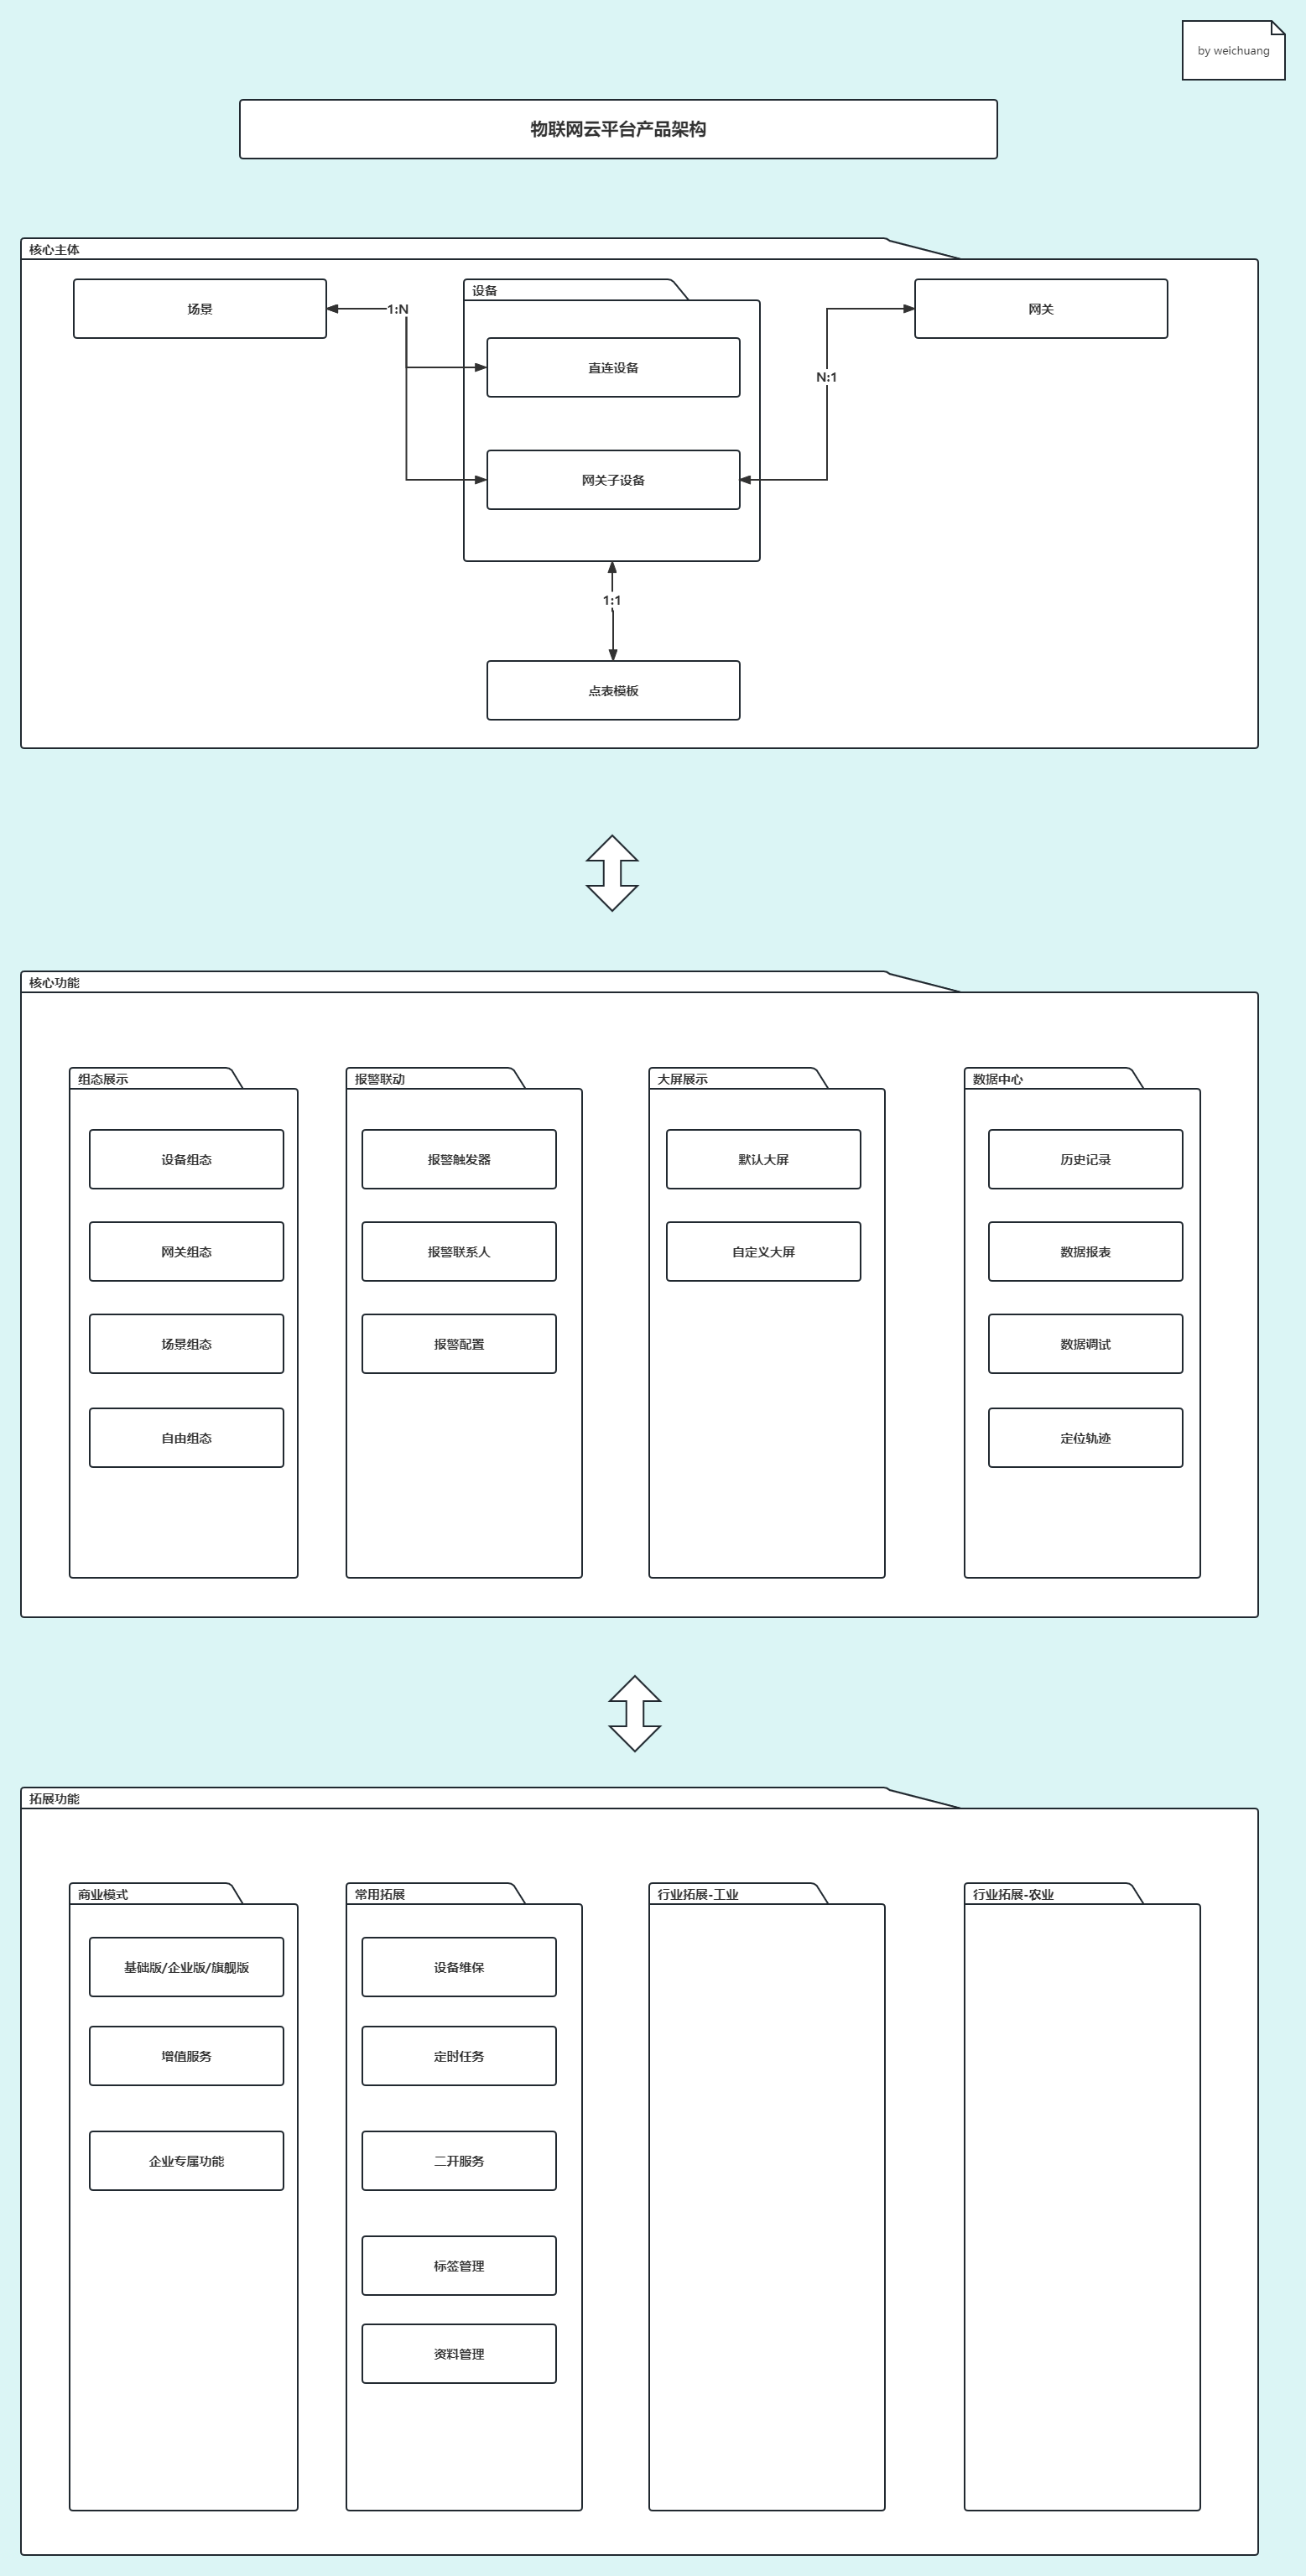 by weichuang
物联网云平台产品架构
核心主体
场景
1:N
设备
直连设备
网关子设备
网关
N:1
1:1
点表模板
核心功能
组态展示
设备组态
网关组态
场景组态
自由组态
报警联动
报警触发器
报警联系人
报警配置
大屏展示
默认大屏
自定义大屏
数据中心
历史记录
数据报表
数据调试
定位轨迹
拓展功能
商业模式
基础版/企业版/旗舰版
增值服务
企业专属功能
常用拓展
设备维保
定时任务
二开服务
标签管理
资料管理
行业拓展-工业
行业拓展-农业